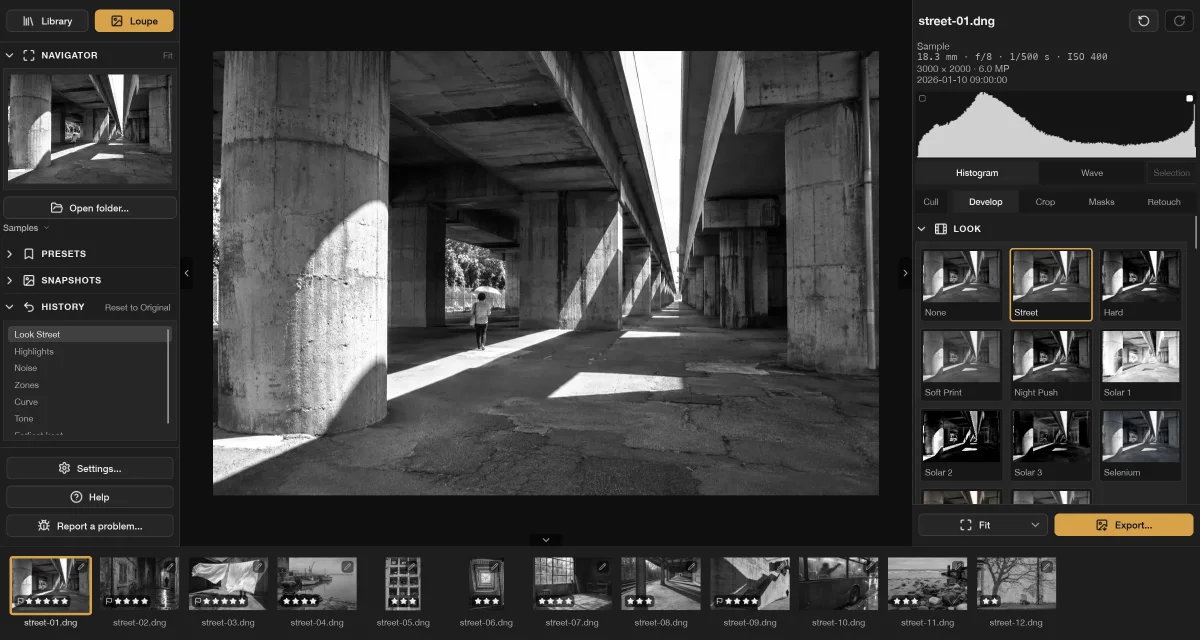 Library
Loupe
NAVIGATOR
Fit
Open folder...
Samples
PRESETS
SNAPSHOTS
HISTORY
Reset to Original
Look Street
Highlights
Noise
Zones
Curve
Tone
Settings...
Help
Report a problem...
street-01.dng
Sample
18.3 mm · f/8 · 1/500 s · ISO 400
3000 × 2000 · 6.0 MP
2026-01-10 09:00:00
Histogram
Wave
Selection
Cull
Develop
Crop
Masks
Retouch
LOOK
None
Street
Hard
Soft Print
Night Push
Solar 1
Solar 2
Solar 3
Selenium
Fit
Export...
street-01.dng
street-02.dng
street-03.dng
street-04.dng
street-05.dng
street-06.dng
street-07.dng
street-08.dng
street-09.dng
street-10.dng
street-11.dng
street-12.dng